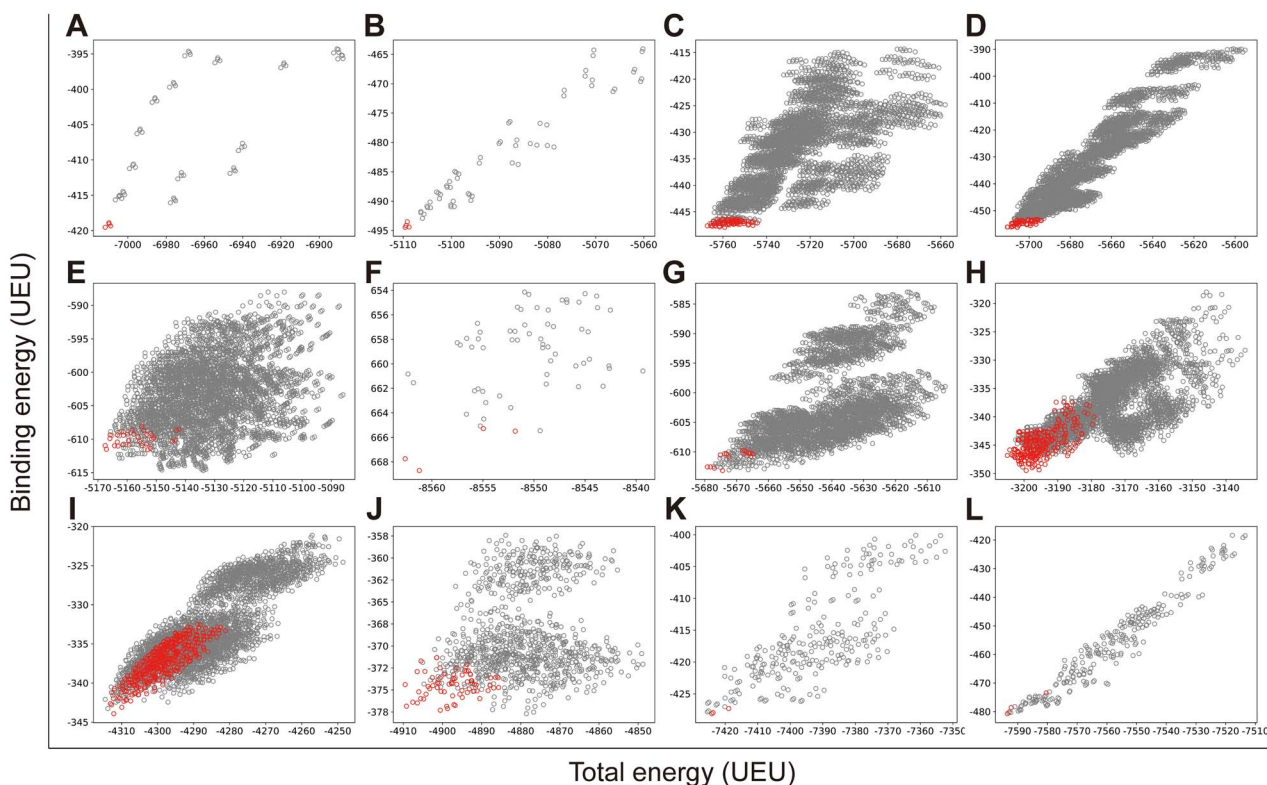 A B C D
-395 -400 -405 -410 -415 -420
-7000 -6980 -6960 -6940 -6920 -6900
-465 -470 -475 -480 -485 -490 -495
-5110 -5100 -5090 -5080 -5070 -5060
-415 -420 -425 -430 -435 -440 -445
-5760 -5740 -5720 -5700 -5680 -5660
-390 -400 -410 -420 -430 -440 -450
-5700 -5680 -5660 -5640 -5620 -5600
E F G H
-590 -595 -600 -605 -610 -615
-5170 -5160 -5150 -5140 -5130 -5120 -5110 -5100 -5090
654 656 658 660 662 664 666 668
-8560 -8555 -8550 -8545 -8540
-585 -590 -595 -600 -605 -610
-5680 -5670 -5660 -5650 -5640 -5630 -5620 -5610
-320 -325 -330 -335 -340 -345 -350
-3200 -3190 -3180 -3170 -3160 -3150 -3140
I J K L
-320 -325 -330 -335 -340 -345
-4310 -4300 -4290 -4280 -4270 -4260 -4250
-358 -360 -362 -365 -368 -370 -372 -375 -378
-4910 -4900 -4890 -4880 -4870 -4860 -4850
-400 -405 -410 -415 -420 -425
-7420 -7410 -7400 -7390 -7380 -7370 -7360 -7350
-420 -430 -440 -450 -460 -470 -480
-7590 -7580 -7570 -7560 -7550 -7540 -7530 -7520 -7510
Binding energy (UEU)
Total energy (UEU)